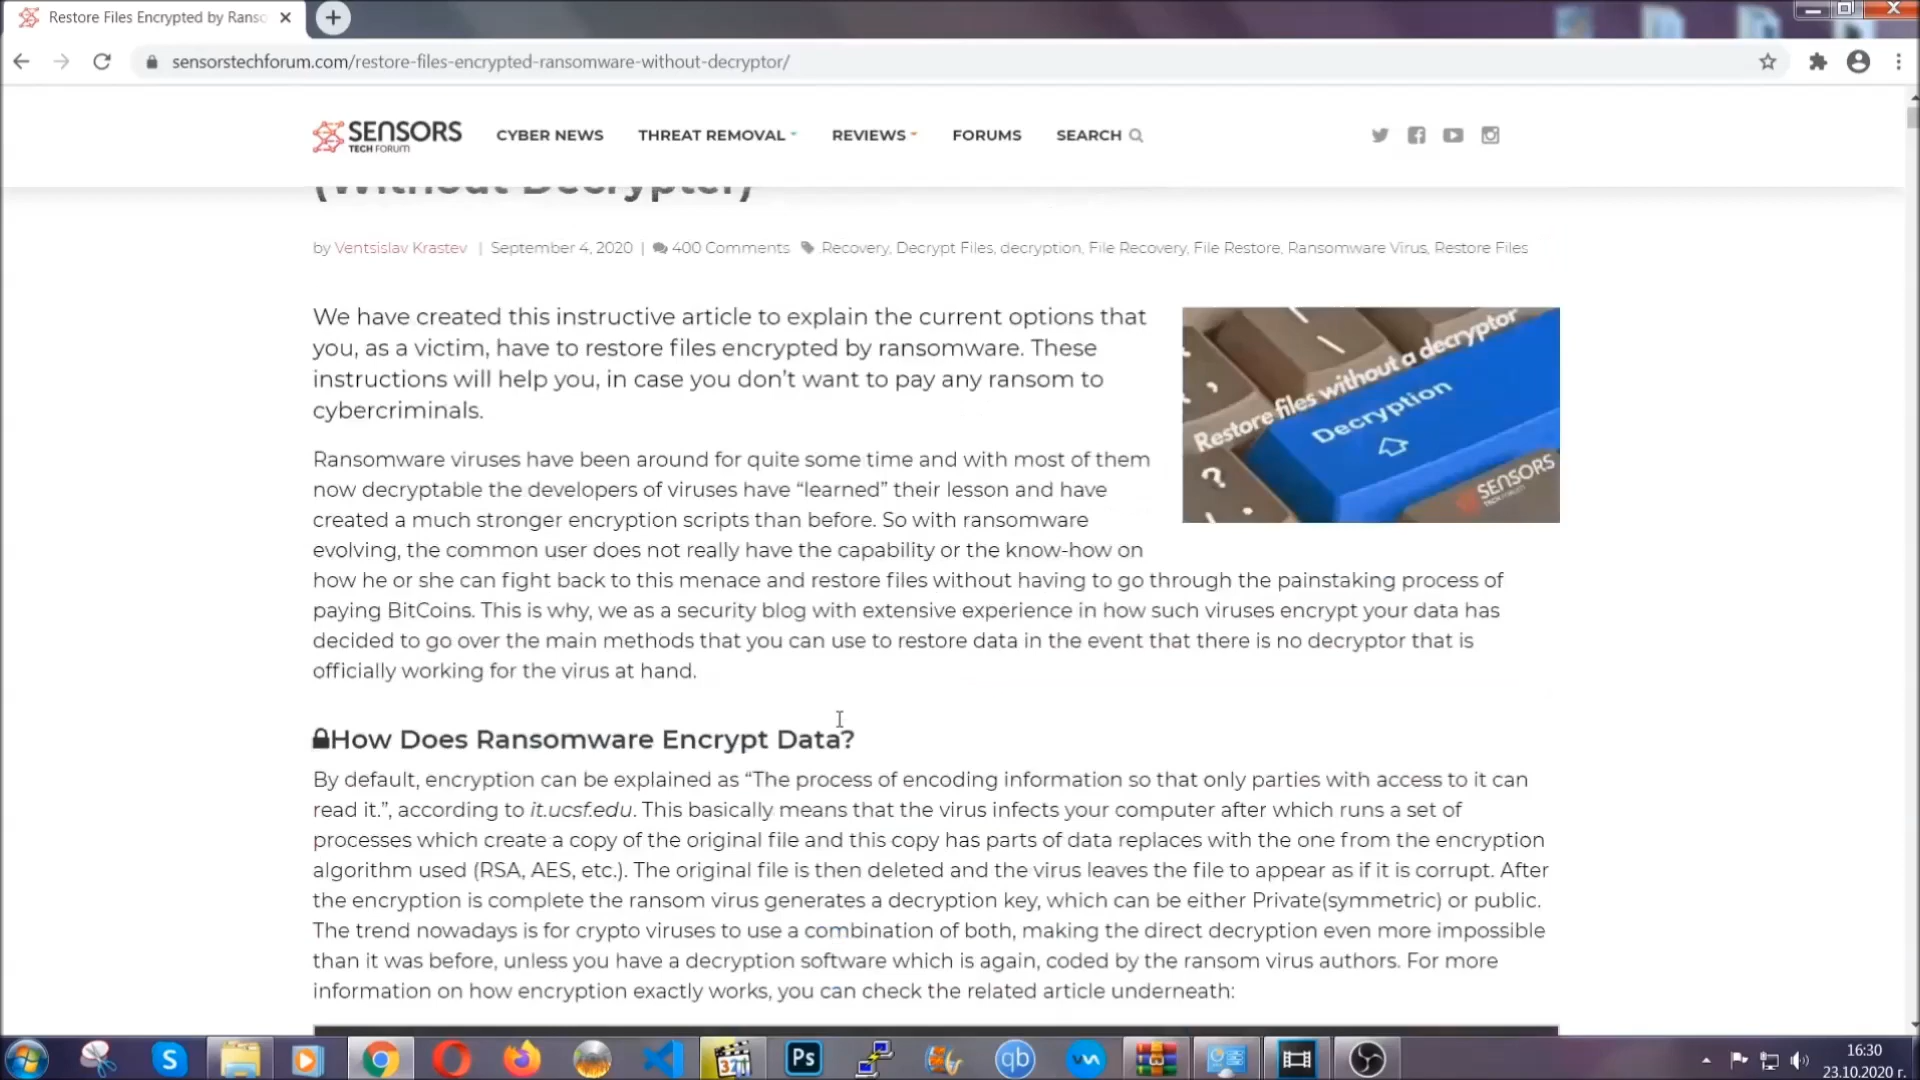 Restore Files Encrypted by Ranso
sensorstechforum.com/restore-files-encrypted-ransomware-without-decryptor/
SENSORS
TECH FORUM
CYBER NEWS THREAT REMOVAL REVIEWS FORUMS SEARCH
(Without Decrypter)
by Ventsislav Krastev | September 4, 2020 | 400 Comments Recovery, Decrypt Files, decryption, File Recovery, File Restore, Ransomware Virus, Restore Files
We have created this instructive article to explain the current options that
you, as a victim, have to restore files encrypted by ransomware. These
instructions will help you, in case you don’t want to pay any ransom to
cybercriminals.
Restore files without a decryptor
Decryption
SENSORS
Ransomware viruses have been around for quite some time and with most of them
now decryptable the developers of viruses have “learned” their lesson and have
created a much stronger encryption scripts than before. So with ransomware
evolving, the common user does not really have the capability or the know-how on
how he or she can fight back to this menace and restore files without having to go through the painstaking process of
paying BitCoins. This is why, we as a security blog with extensive experience in how such viruses encrypt your data has
decided to go over the main methods that you can use to restore data in the event that there is no decryptor that is
officially working for the virus at hand.
How Does Ransomware Encrypt Data?
By default, encryption can be explained as “The process of encoding information so that only parties with access to it can
read it.”, according to it.ucsf.edu. This basically means that the virus infects your computer after which runs a set of
processes which create a copy of the original file and this copy has parts of data replaces with the one from the encryption
algorithm used (RSA, AES, etc.). The original file is then deleted and the virus leaves the file to appear as if it is corrupt. After
the encryption is complete the ransom virus generates a decryption key, which can be either Private(symmetric) or public.
The trend nowadays is for crypto viruses to use a combination of both, making the direct decryption even more impossible
than it was before, unless you have a decryption software which is again, coded by the ransom virus authors. For more
information on how encryption exactly works, you can check the related article underneath:
321
Ps
qb
16:30
23.10.2020 г.